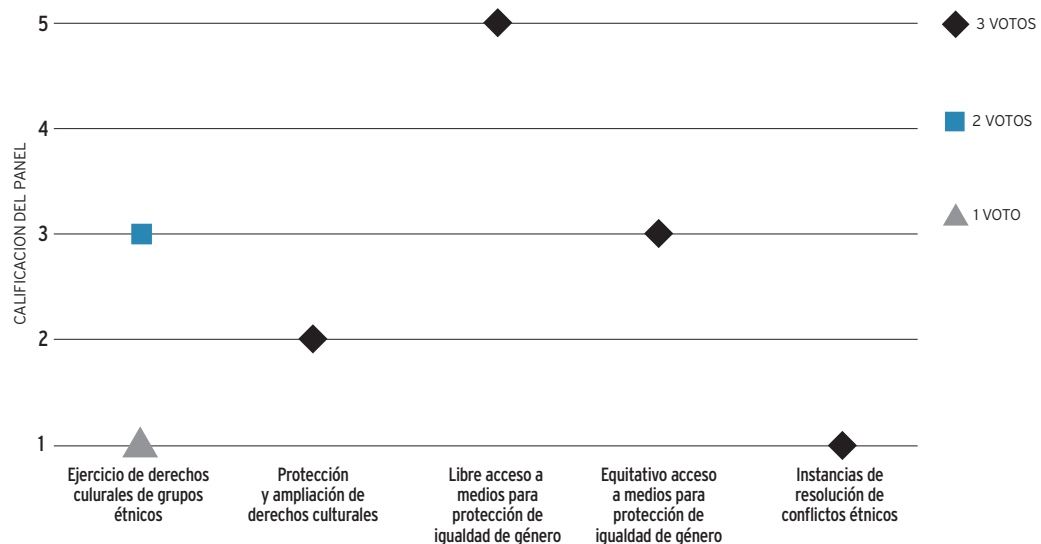 CALIFICACION DEL PANEL
5
4
3
2
1
3 VOTOS
2 VOTOS
1 VOTO
Ejercicio de derechos
culurales de grupos
étnicos
Protección
y ampliación de
derechos culturales
Libre acceso a
medios para
protección de
igualdad de género
Equitativo acceso
a medios para
protección de
igualdad de género
Instancias de
resolución de
conflictos étnicos